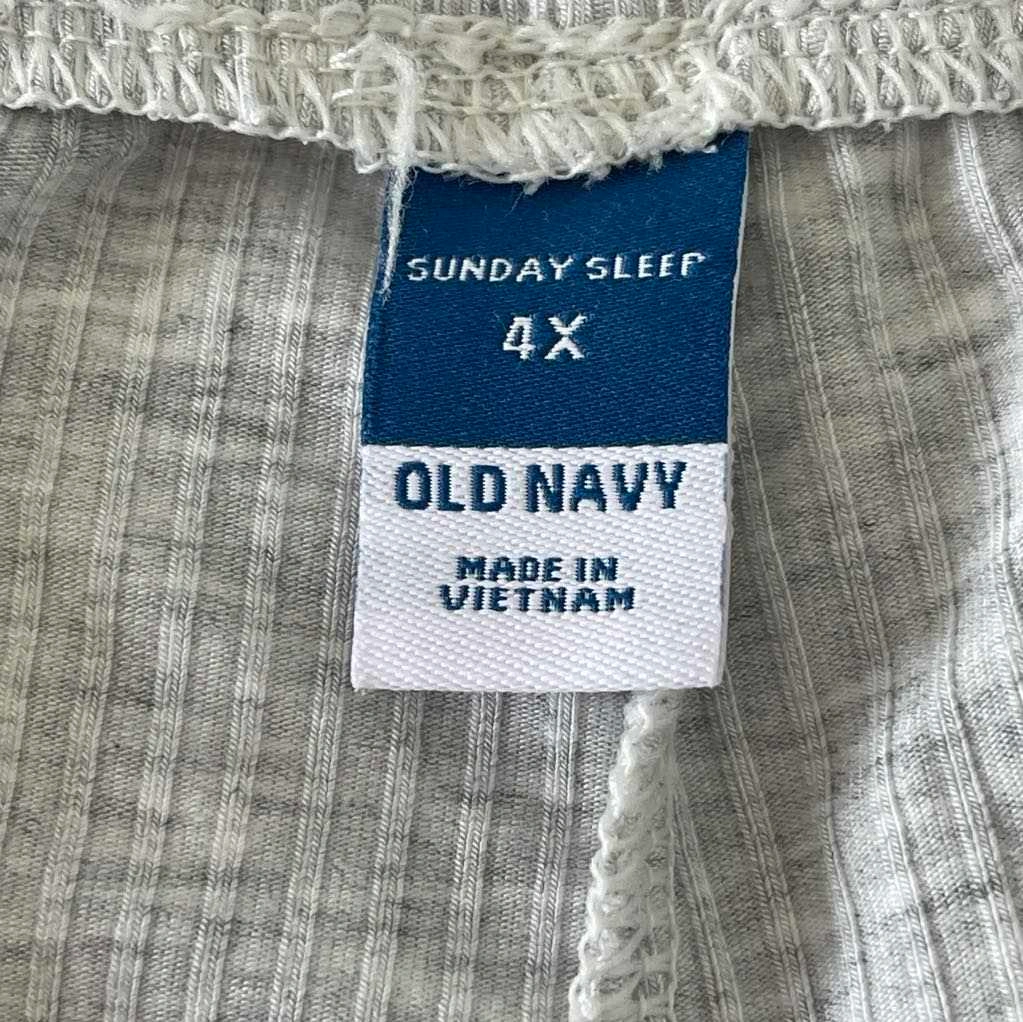 SUNDAY SLEEP
4X
OLD NAVY
MADE IN
VIETNAM